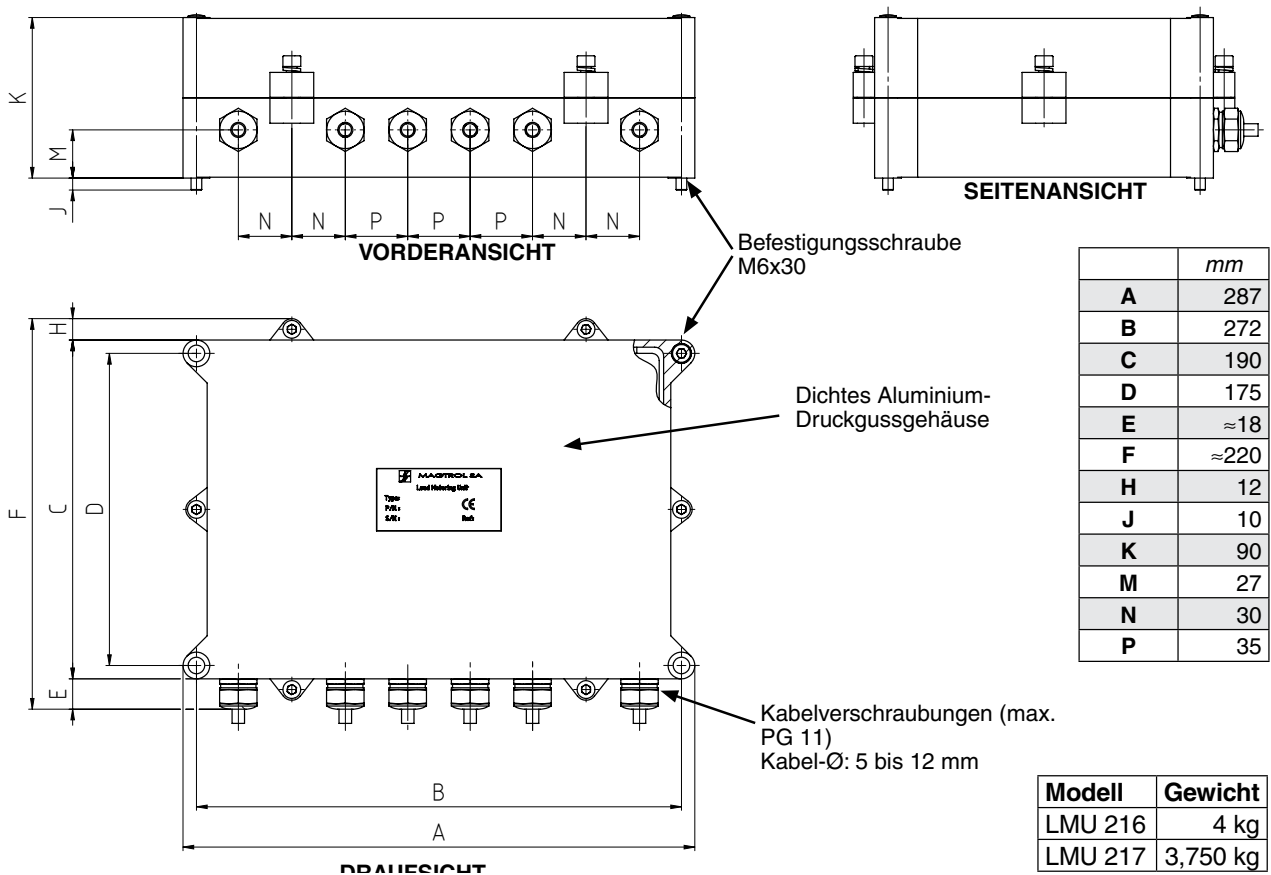 K
M
J
N N P P P N N
VORDERANSICHT
SEITENANSICHT
Befestigungsschraube
M6x30
H
F
C
D
E
Dichtes Aluminium-
Druckgussgehäuse
MAGTROL SA
Load Metering Unit
Type:
P/N :
S/N :
CE
Kabelverschraubungen (max.
PG 11)
Kabel-Ø: 5 bis 12 mm
B
A
DRAUFSICHT
mm
A 287
B 272
C 190
D 175
E ≈18
F ≈220
H 12
J 10
K 90
M 27
N 30
P 35
Modell Gewicht
LMU 216 4 kg
LMU 217 3,750 kg